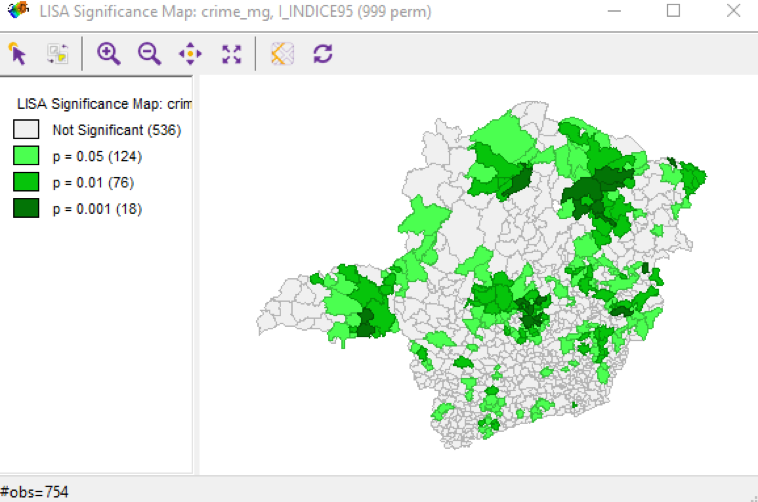 LISA Significance Map: crime_mg, I_INDICE95 (999 perm)
LISA Significance Map: crim
Not Significant (536)
p = 0.05 (124)
p = 0.01 (76)
p = 0.001 (18)
#obs=754